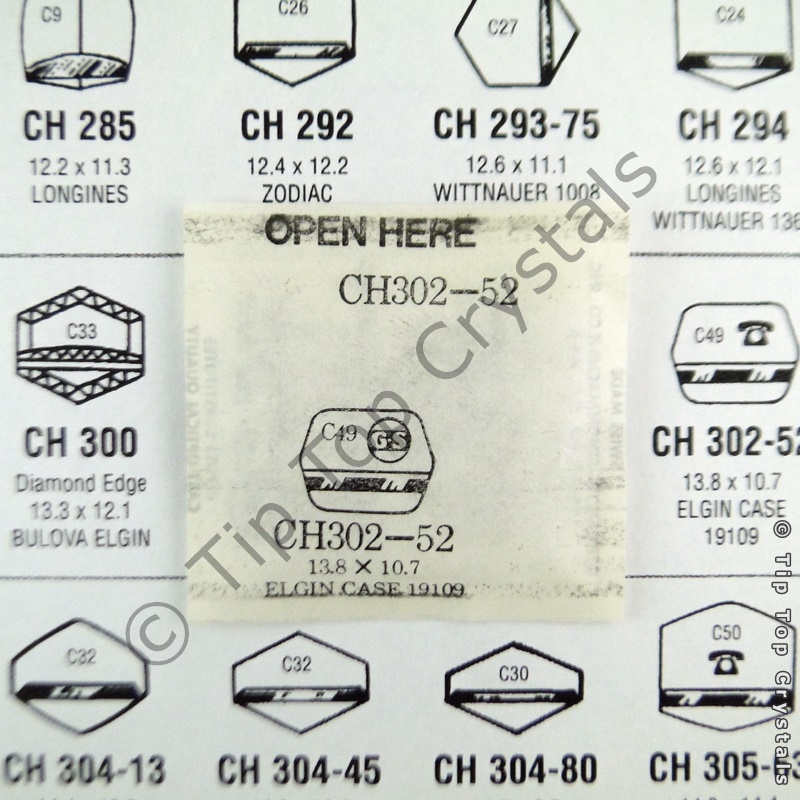 C9
C26
C27
C24
CH 285
CH 292
CH 293-75
CH 294
12.2 x 11.3
12.4 x 12.2
12.6 x 11.1
12.6 x 12.1
LONGINES
ZODIAC
WITTNAUER 1008
LONGINES
WITTNAUER 136
OPEN HERE
CH302-52
C33
C49
CH 300
Diamond Edge
13.3 x 12.1
BULOVA ELGIN
C49 GS
CH302-52
13.8 X 10.7
ELGIN CASE 19109
CH 302-52
13.8 x 10.7
ELGIN CASE
19109
C32
C32
C30
C50
CH 304-13
CH 304-45
CH 304-80
CH 305-
© Tip Top Crystals
© Tip Top Crystals